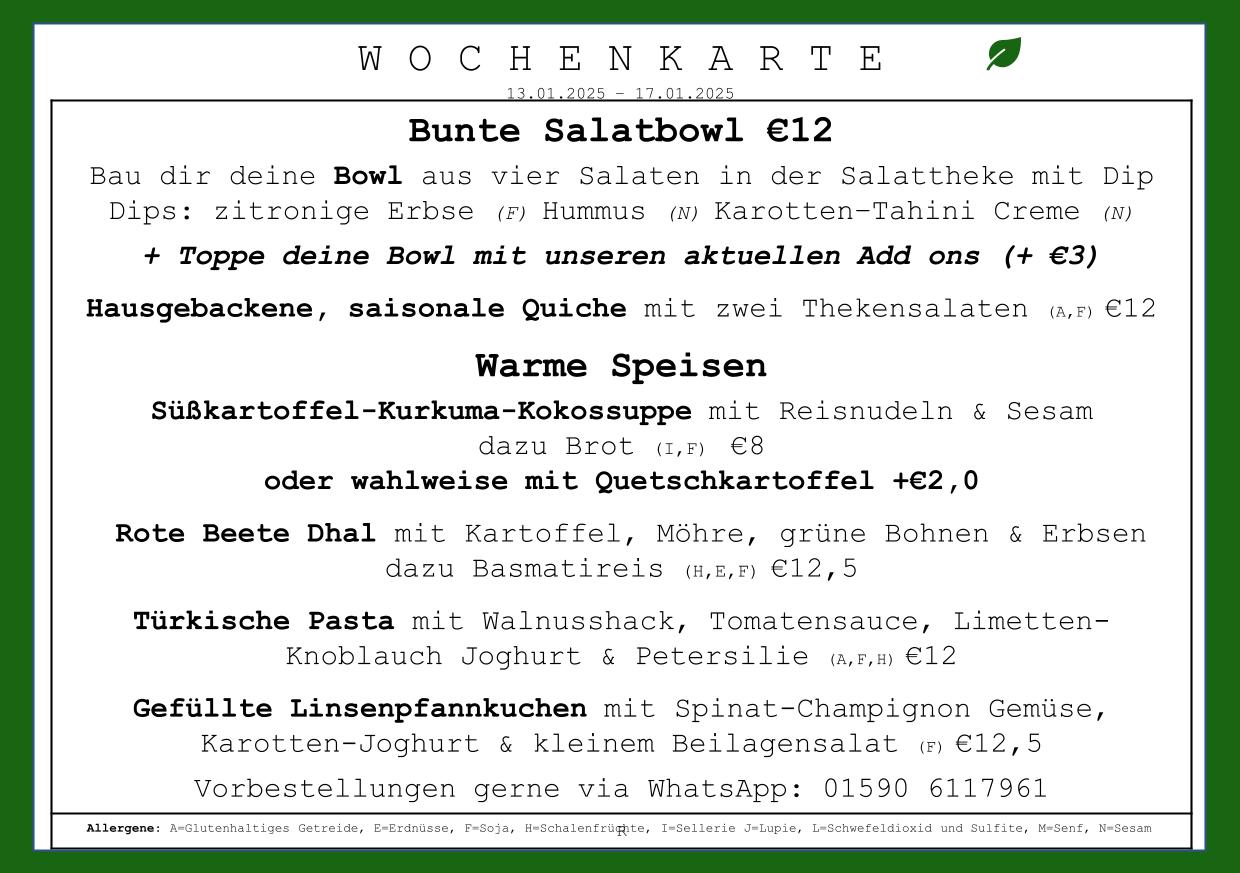 WOCHENKARTE
13.01.2025 – 17.01.2025
Bunte Salatbowl €12
Bau dir deine Bowl aus vier Salaten in der Salattheke mit Dip
Dips: zitronige Erbse (F) Hummus (N) Karotten-Tahini Creme (N)
+ Toppe deine Bowl mit unseren aktuellen Add ons (+ €3)
Hausgebackene, saisonale Quiche mit zwei Thekensalaten (A,F) €12
Warme Speisen
Süßkartoffel-Kurkuma-Kokossuppe mit Reisnudeln & Sesam
dazu Brot (I,F) €8
oder wahlweise mit Quetschkartoffel +€2,0
Rote Beete Dhal mit Kartoffel, Möhre, grüne Bohnen & Erbsen
dazu Basmatireis (H,E,F) €12,5
Türkische Pasta mit Walnusshack, Tomatensauce, Limetten-
Knoblauch Joghurt & Petersilie (A,F,H) €12
Gefüllte Linsenpfannkuchen mit Spinat-Champignon Gemüse,
Karotten-Joghurt & kleinem Beilagensalat (F) €12,5
Vorbestellungen gerne via WhatsApp: 01590 6117961
Allergene: A=Glutenhaltiges Getreide, E=Erdnüsse, F=Soja, H=Schalenfrüchte, I=Sellerie J=Lupie, L=Schwefeldioxid und Sulfite, M=Senf, N=Sesam
R